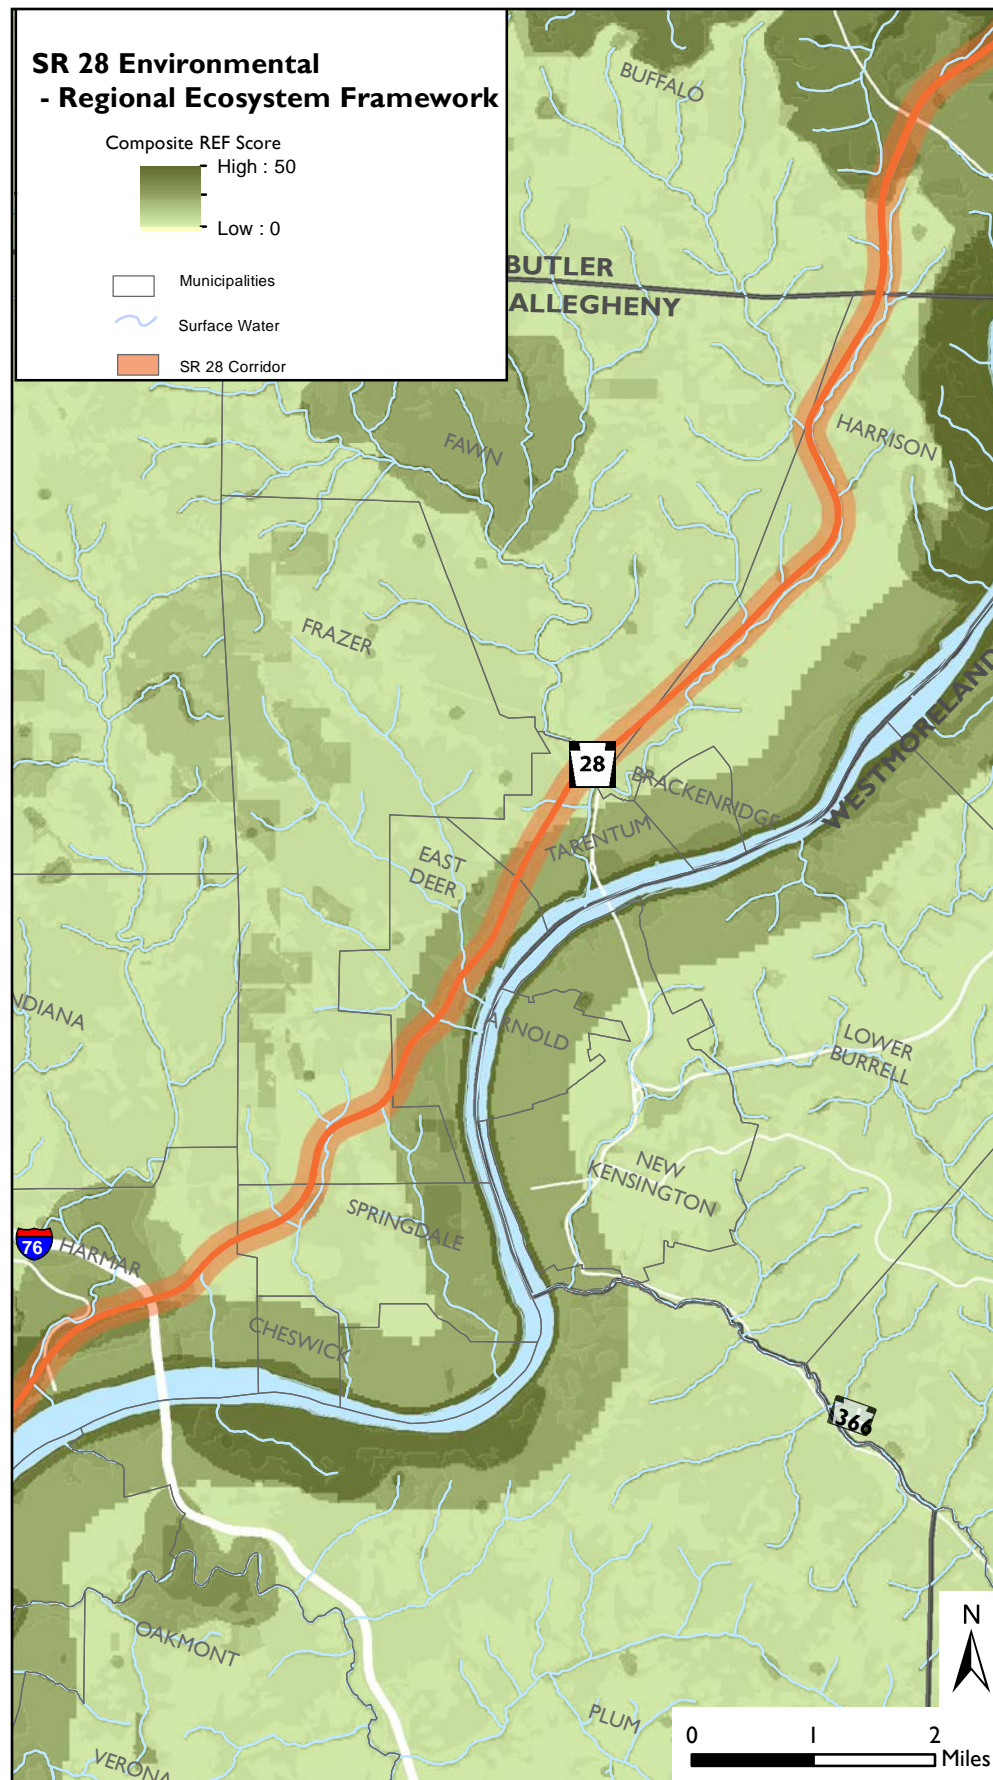 SR 28 Environmental
- Regional Ecosystem Framework
Composite REF Score
High : 50
Low : 0
Municipalities
Surface Water
SR 28 Corridor
BUFFALO
BUTLER
ALLEGHENY
HARRISON
FAWN
FRAZER
WESTMORELAND
28
BRACKENRIDGE
TARENTUM
EAST
DEER
NDIANA
ARNOLD
LOWER
BURRELL
NEW
KENSINGTON
SPRINGDALE
76
HARMAR
CHESWICK
366
OAKMONT
PLUM
VERONA
N
0 1 2
Miles